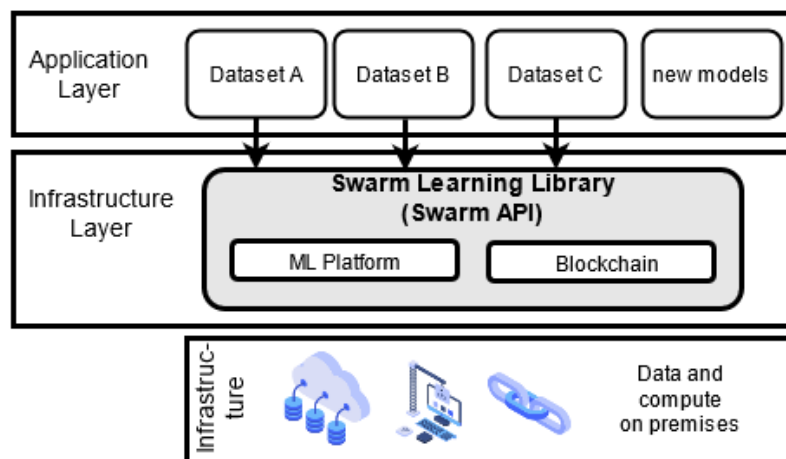 Application
Layer
Dataset A
Dataset B
Dataset C
new models
Infrastructure
Layer
Swarm Learning Library
(Swarm API)
ML Platform
Blockchain
Infrastruc-
ture
Data and
compute
on premises